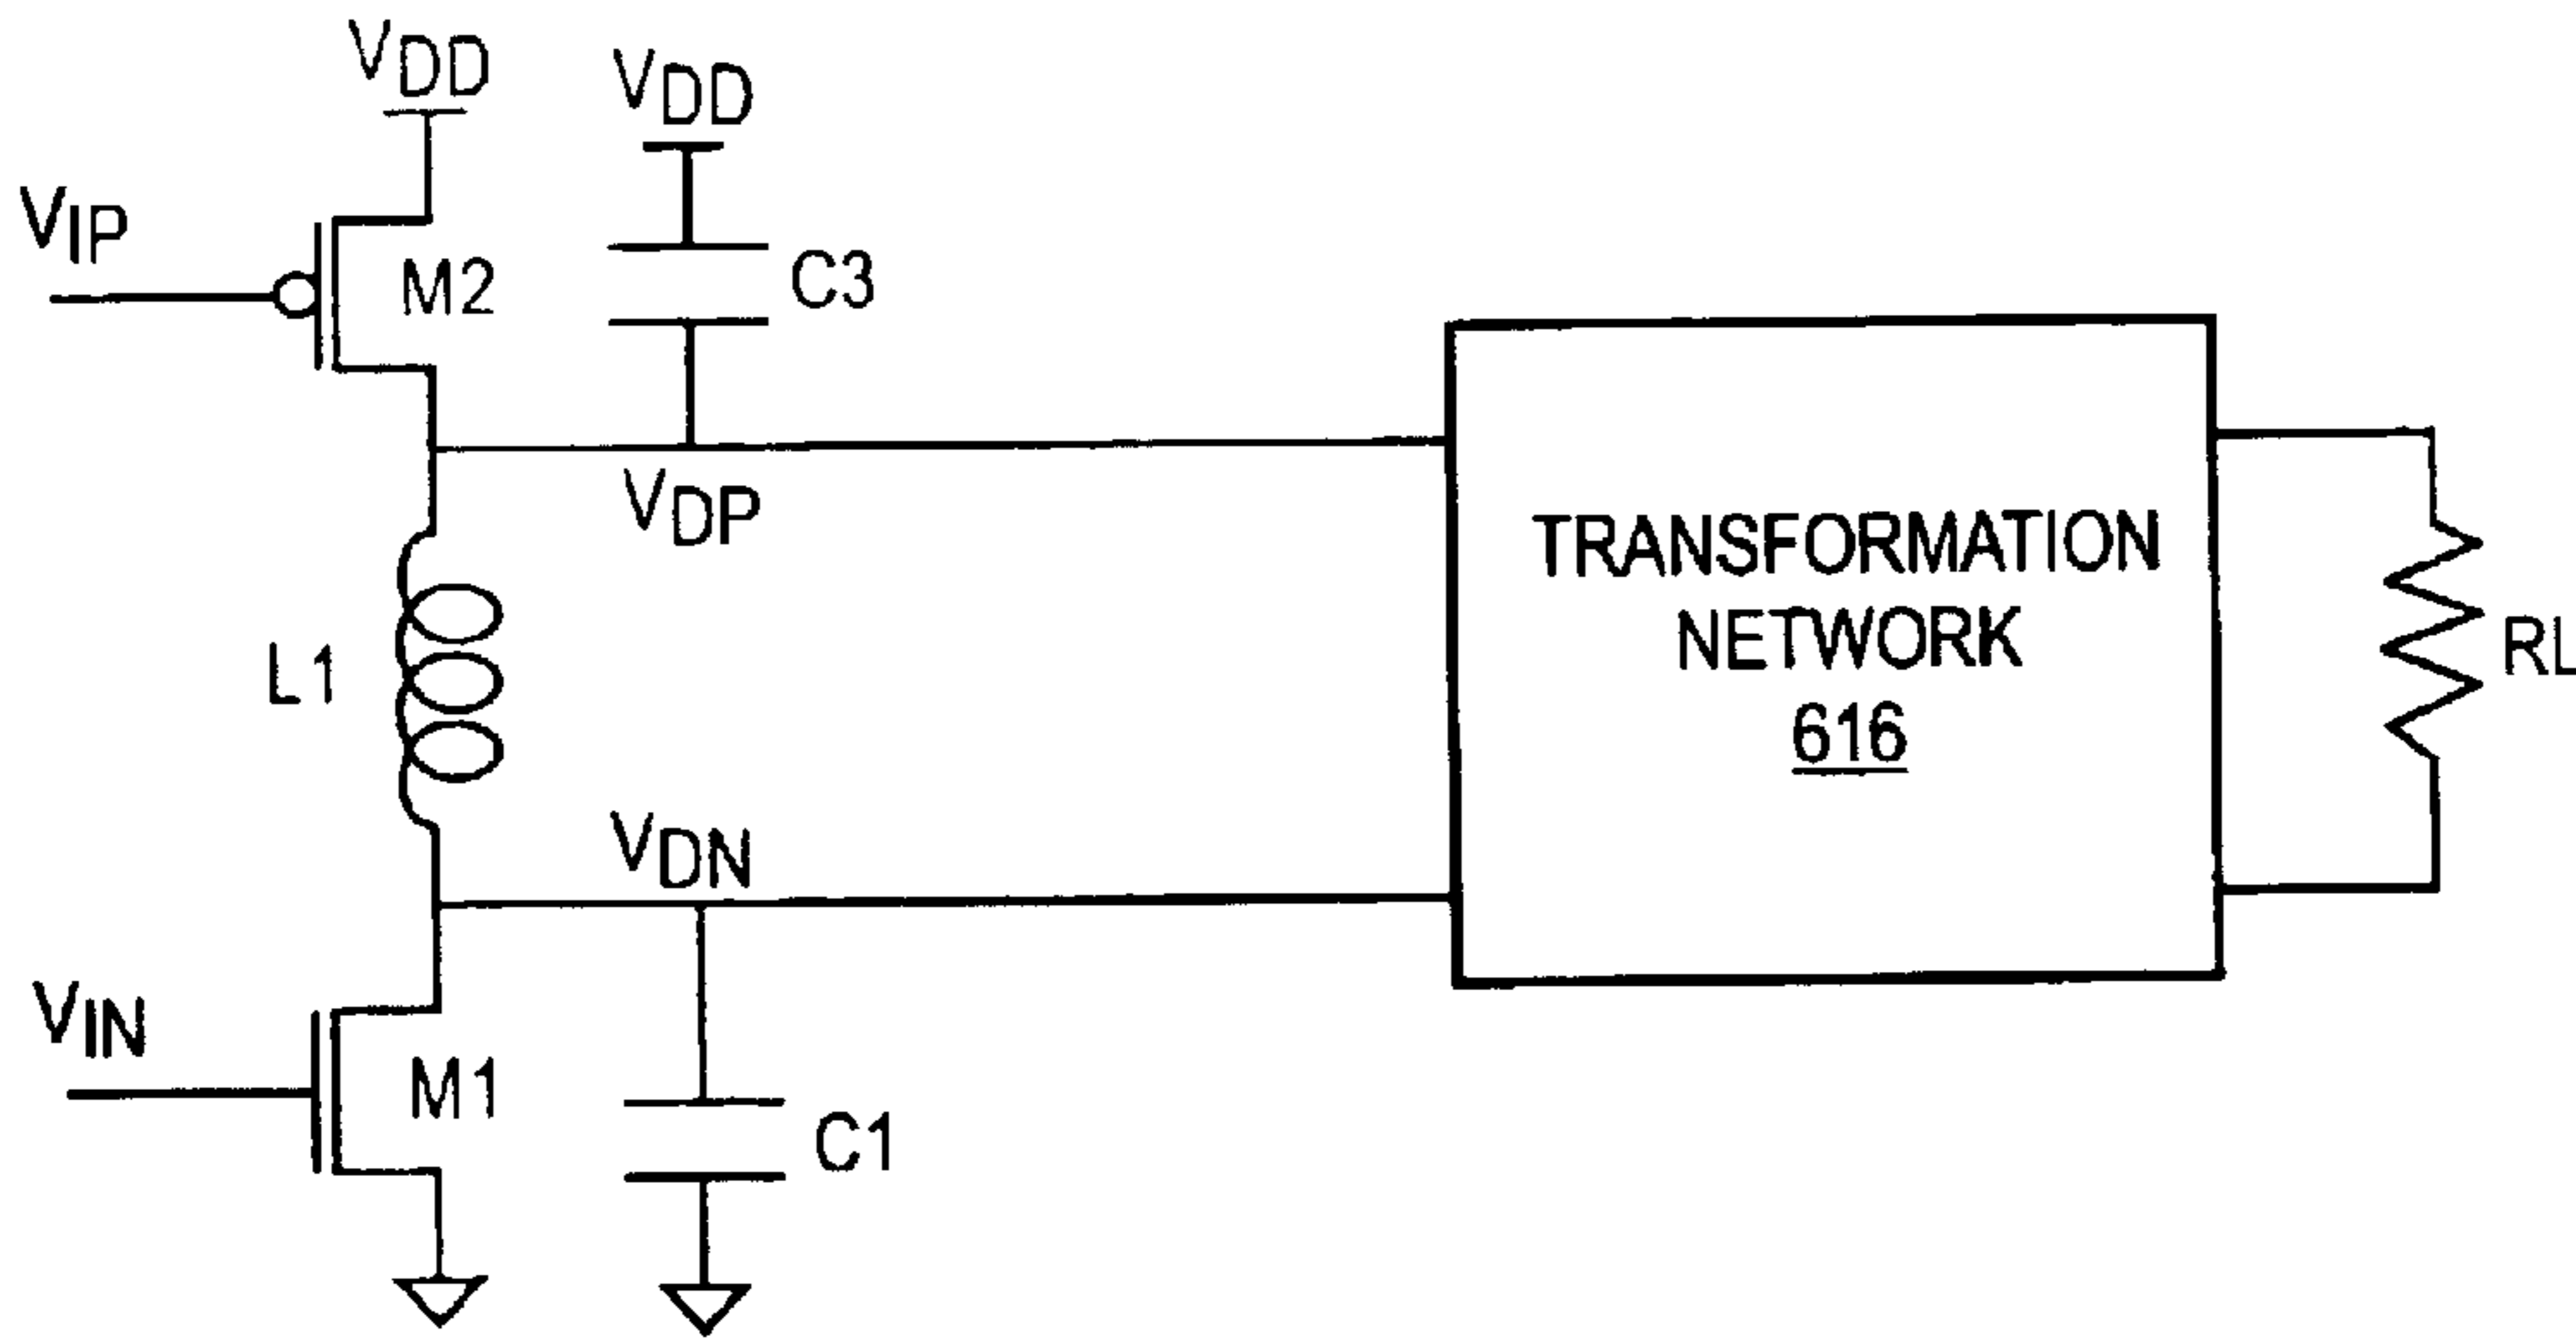 VDD
VDD
VIP
M2
C3
VDP
TRANSFORMATION
NETWORK
616
L1
RL
VDN
VIN
M1
C1